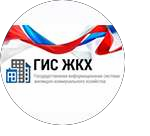 ГИС ЖКХ
Государственная информационная система
жилищно-коммунального хозяйства